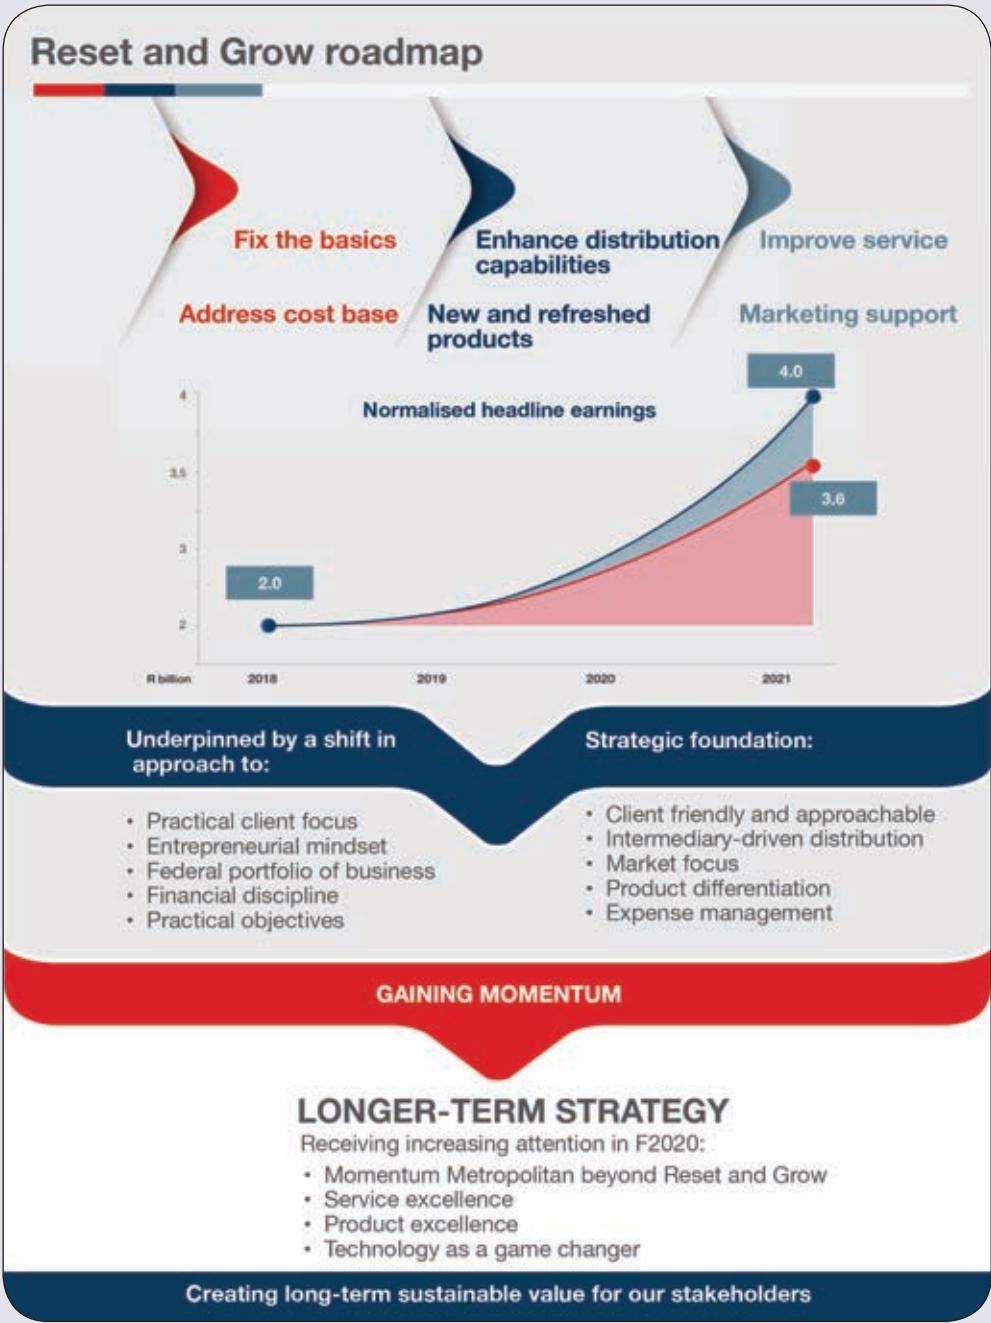 Reset and Grow roadmap
Fix the basics
Address cost base
Enhance distribution
capabilities
New and refreshed
products
Improve service
Marketing support
Normalised headline earnings
4
3.5
3
2
4.0
3.6
2.0
R billion
2018
2019
2020
2021
Underpinned by a shift in
approach to:
• Practical client focus
• Entrepreneurial mindset
• Federal portfolio of business
• Financial discipline
• Practical objectives
Strategic foundation:
• Client friendly and approachable
• Intermediary-driven distribution
• Market focus
• Product differentiation
• Expense management
GAINING MOMENTUM
LONGER-TERM STRATEGY
Receiving increasing attention in F2020:
• Momentum Metropolitan beyond Reset and Grow
• Service excellence
• Product excellence
• Technology as a game changer
Creating long-term sustainable value for our stakeholders